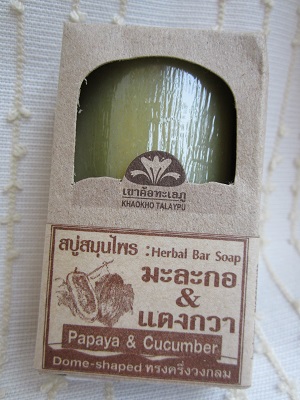 เขาค้อทะเลภู
KHAOKHO TALAYPU
สบู่สมุนไพร :Herbal Bar Soap
มะละกอ
&
แตงกวา
Papaya & Cucumber
Dome-shaped ทรงครึ่งวงกลม